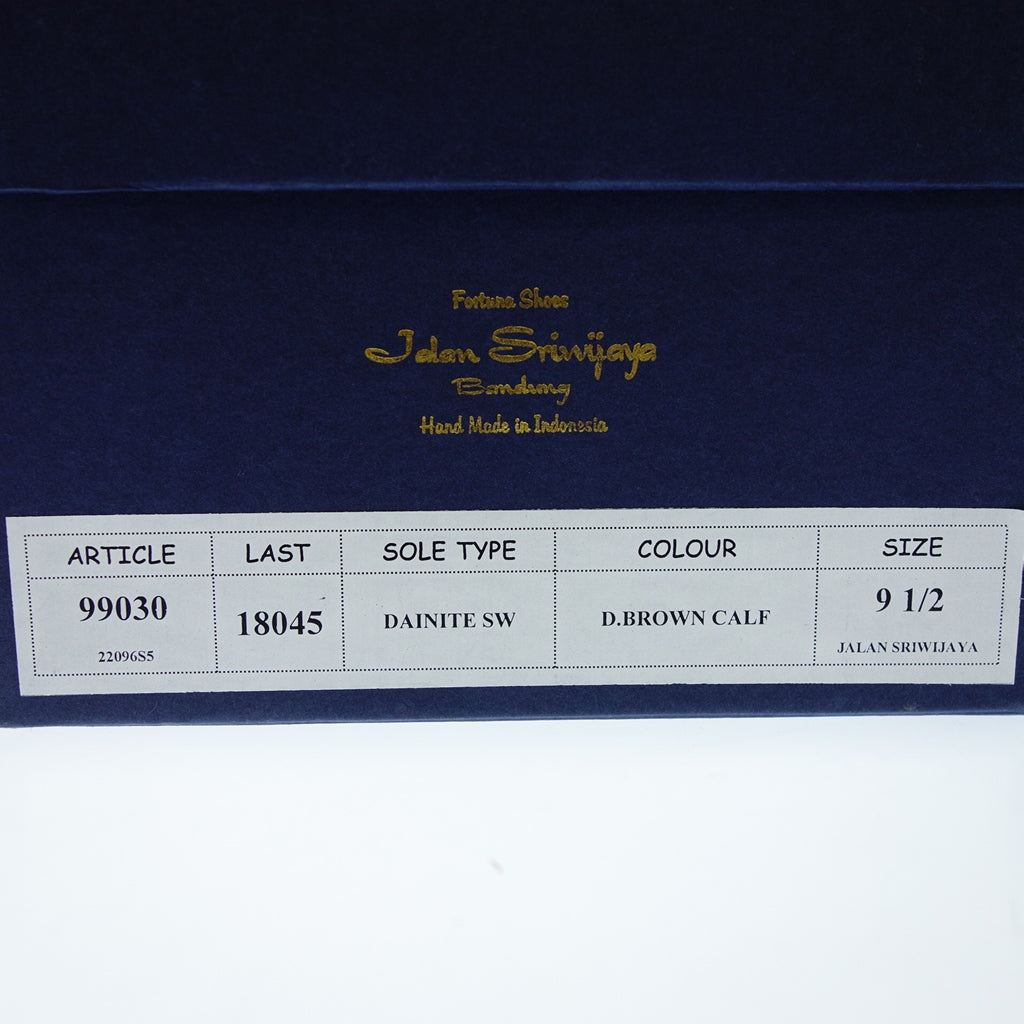 Fortuna Shoes
Jalan Sriwijaya
Bandung
Hand Made in Indonesia
ARTICLE LAST SOLE TYPE COLOUR SIZE
99030 18045 DAINITE SW D.BROWN CALF 9 1/2
22096S5 JALAN SRIWIJAYA